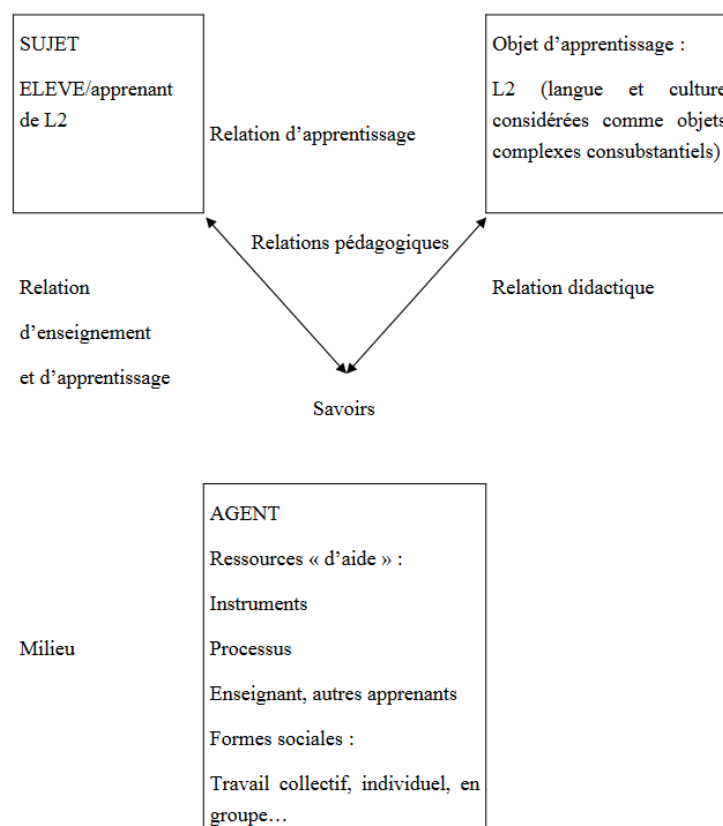 SUJET
ELEVE/apprenant
de L2
Relation d’apprentissage
Objet d’apprentissage :
L2 (langue et culture
considérées comme objets
complexes consubstantiels)
Relations pédagogiques
Relation
d’enseignement
et d’apprentissage
Relation didactique
Savoirs
Milieu
AGENT
Ressources « d’aide » :
Instruments
Processus
Enseignant, autres apprenants
Formes sociales :
Travail collectif, individuel, en
groupe…